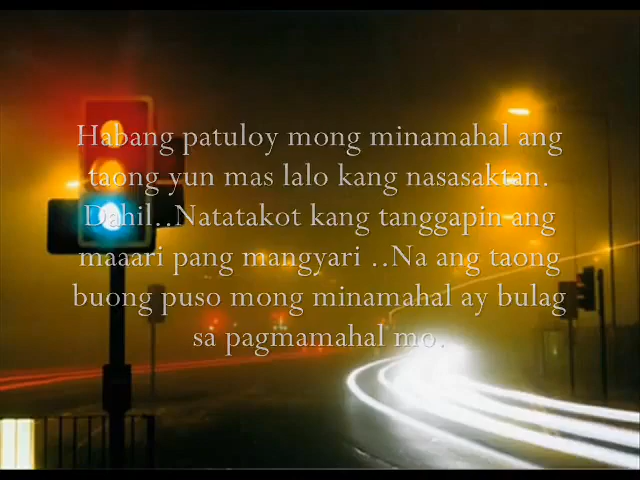 Habang patuloy mong minamahal ang
taong yun mas lalo kang nasasaktan.
Dahil..Natatakot kang tanggapin ang
maaari pang mangyari ..Na ang taong
buong puso mong minamahal ay bulag
sa pagmamahal mo.